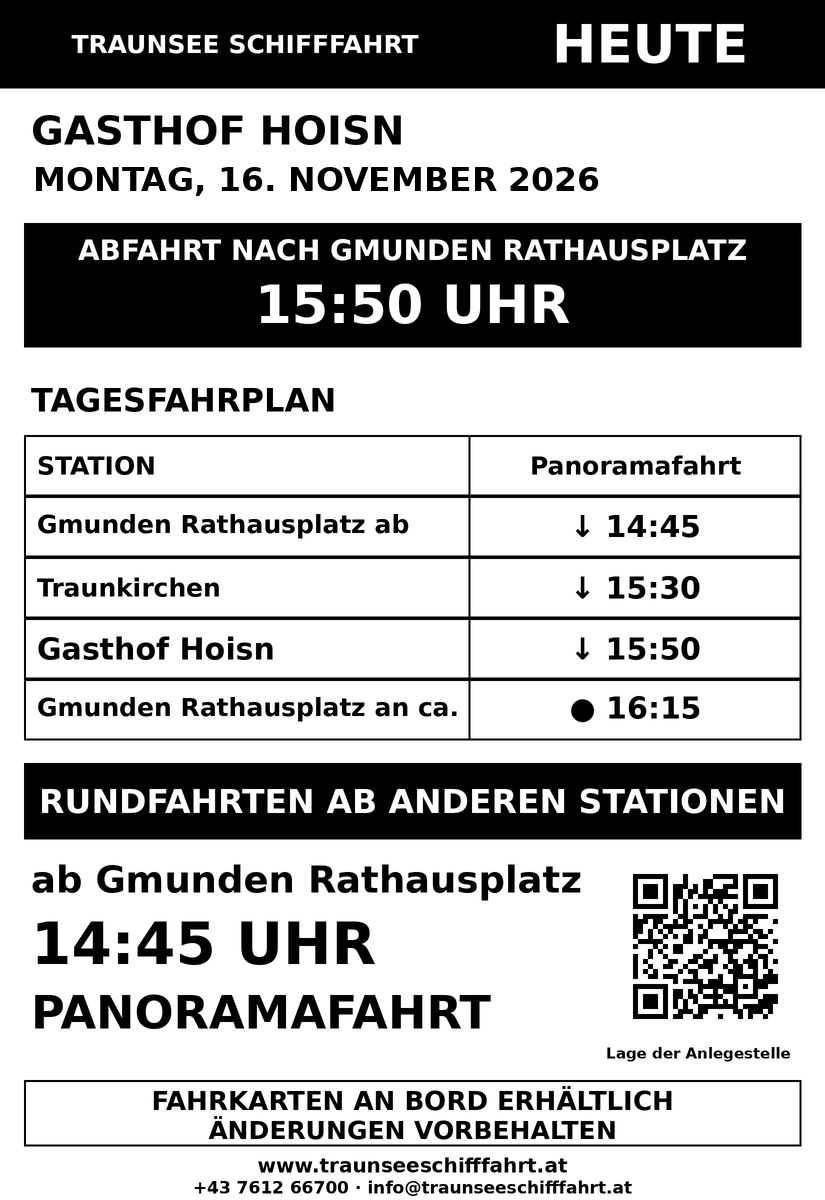 TRAUNSEE SCHIFFFAHRT
HEUTE
GASTHOF HOISN
MONTAG, 16. NOVEMBER 2026
ABFAHRT NACH GMUNDEN RATHAUSPLATZ
15:50 UHR
TAGESFAHRPLAN
STATION Panoramafahrt
Gmunden Rathausplatz ab ↓ 14:45
Traunkirchen ↓ 15:30
Gasthof Hoisn ↓ 15:50
Gmunden Rathausplatz an ca. ● 16:15
RUNDFAHRTEN AB ANDEREN STATIONEN
ab Gmunden Rathausplatz
14:45 UHR
PANORAMAFAHRT
Lage der Anlegestelle
FAHRKARTEN AN BORD ERHÄLTLICH
ÄNDERUNGEN VORBEHALTEN
www.traunseeschifffahrt.at
+43 7612 66700 · info@traunseeschifffahrt.at